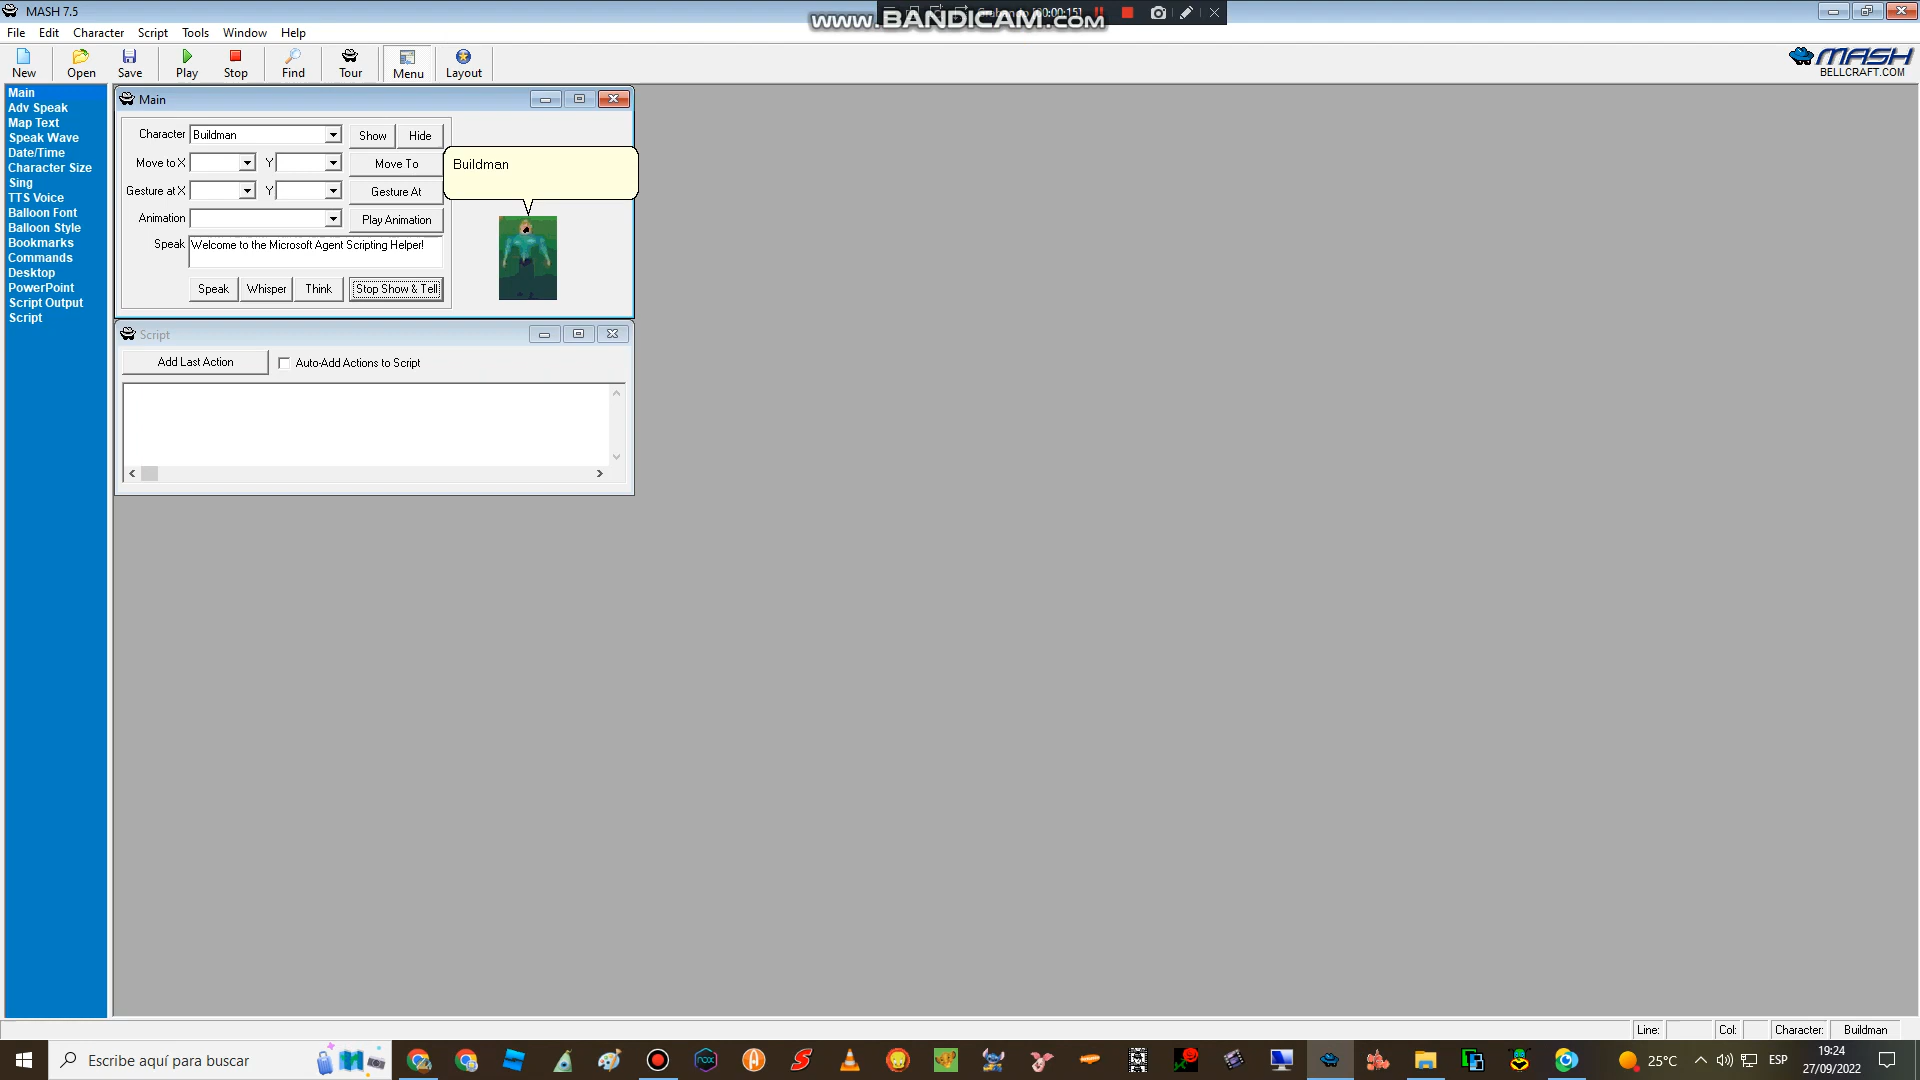 MASH 7.5
www.BANDICAM.com
[00:00:15]
File Edit Character Script Tools Window Help
New Open Save Play Stop Find Tour Menu Layout
MASH
BELLCRAFT.COM
Main
Adv Speak
Map Text
Speak Wave
Date/Time
Character Size
Sing
TTS Voice
Balloon Font
Balloon Style
Bookmarks
Commands
Desktop
PowerPoint
Script Output
Script
Main
Character Buildman Show Hide
Move to X Y Move To
Gesture at X Y Gesture At
Animation Play Animation
Speak Welcome to the Microsoft Agent Scripting Helper!
Speak Whisper Think Stop Show & Tell
Buildman
Script
Add Last Action Auto-Add Actions to Script
Line: Col: Character: Buildman
Escribe aquí para buscar
nox
25°C ESP
19:24
27/09/2022